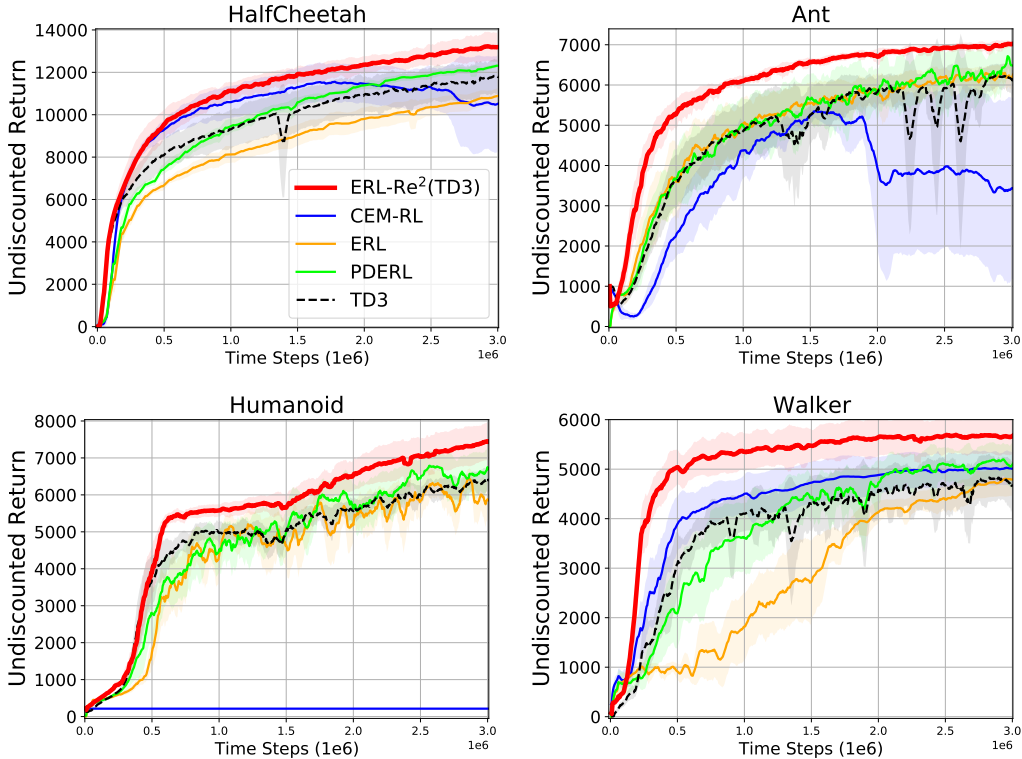 HalfCheetah
Undiscounted Return
14000
12000
10000
8000
6000
4000
2000
0
ERL-Re²(TD3)
CEM-RL
ERL
PDERL
TD3
0.0 0.5 1.0 1.5 2.0 2.5 3.0
Time Steps (1e6)
1e6
Ant
Undiscounted Return
7000
6000
5000
4000
3000
2000
1000
0
0.0 0.5 1.0 1.5 2.0 2.5 3.0
Time Steps (1e6)
1e6
Humanoid
Undiscounted Return
8000
7000
6000
5000
4000
3000
2000
1000
0
0.0 0.5 1.0 1.5 2.0 2.5 3.0
Time Steps (1e6)
1e6
Walker
Undiscounted Return
6000
5000
4000
3000
2000
1000
0
0.0 0.5 1.0 1.5 2.0 2.5 3.0
Time Steps (1e6)
1e6